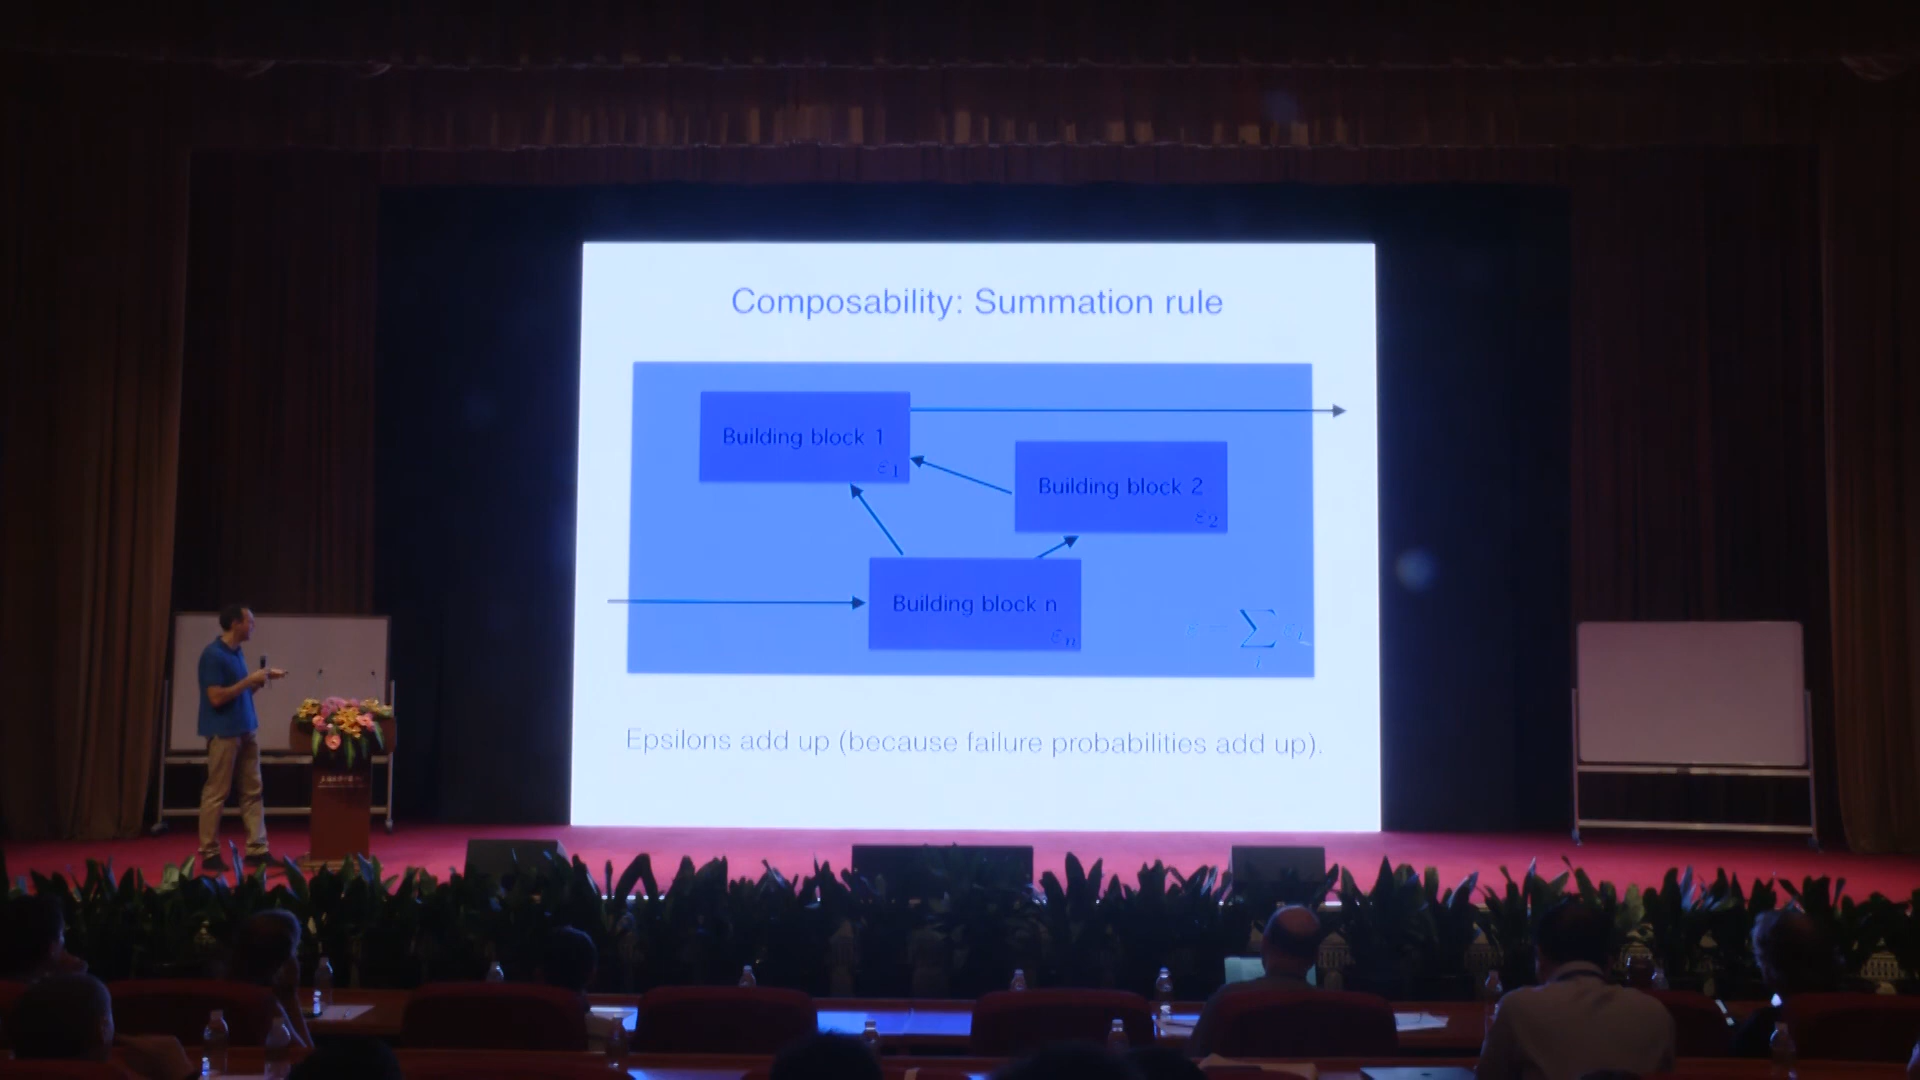 Composability: Summation rule
Building block 1
ε₁
Building block 2
ε₂
Building block n
εₙ
ε = ∑ᵢ εᵢ
Epsilons add up (because failure probabilities add up).